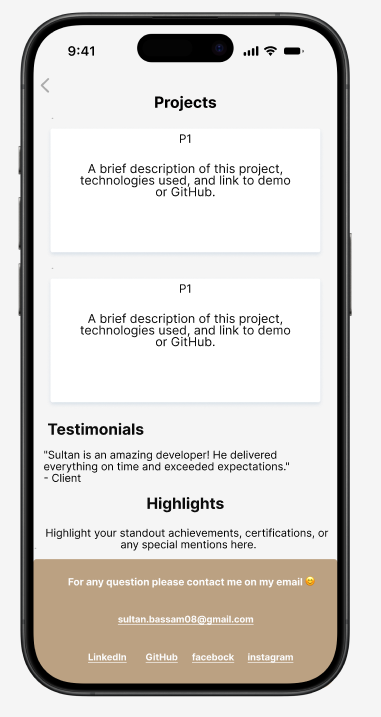 9:41
Projects
P1
A brief description of this project,
technologies used, and link to demo
or GitHub.
P1
A brief description of this project,
technologies used, and link to demo
or GitHub.
Testimonials
"Sultan is an amazing developer! He delivered
everything on time and exceeded expectations."
- Client
Highlights
Highlight your standout achievements, certifications, or
any special mentions here.
For any question please contact me on my email 😊
sultan.bassam08@gmail.com
LinkedIn GitHub facebock instagram